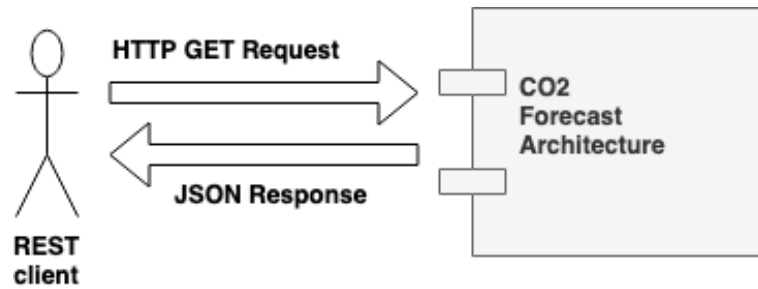 HTTP GET Request
CO2
Forecast
Architecture
JSON Response
REST
client